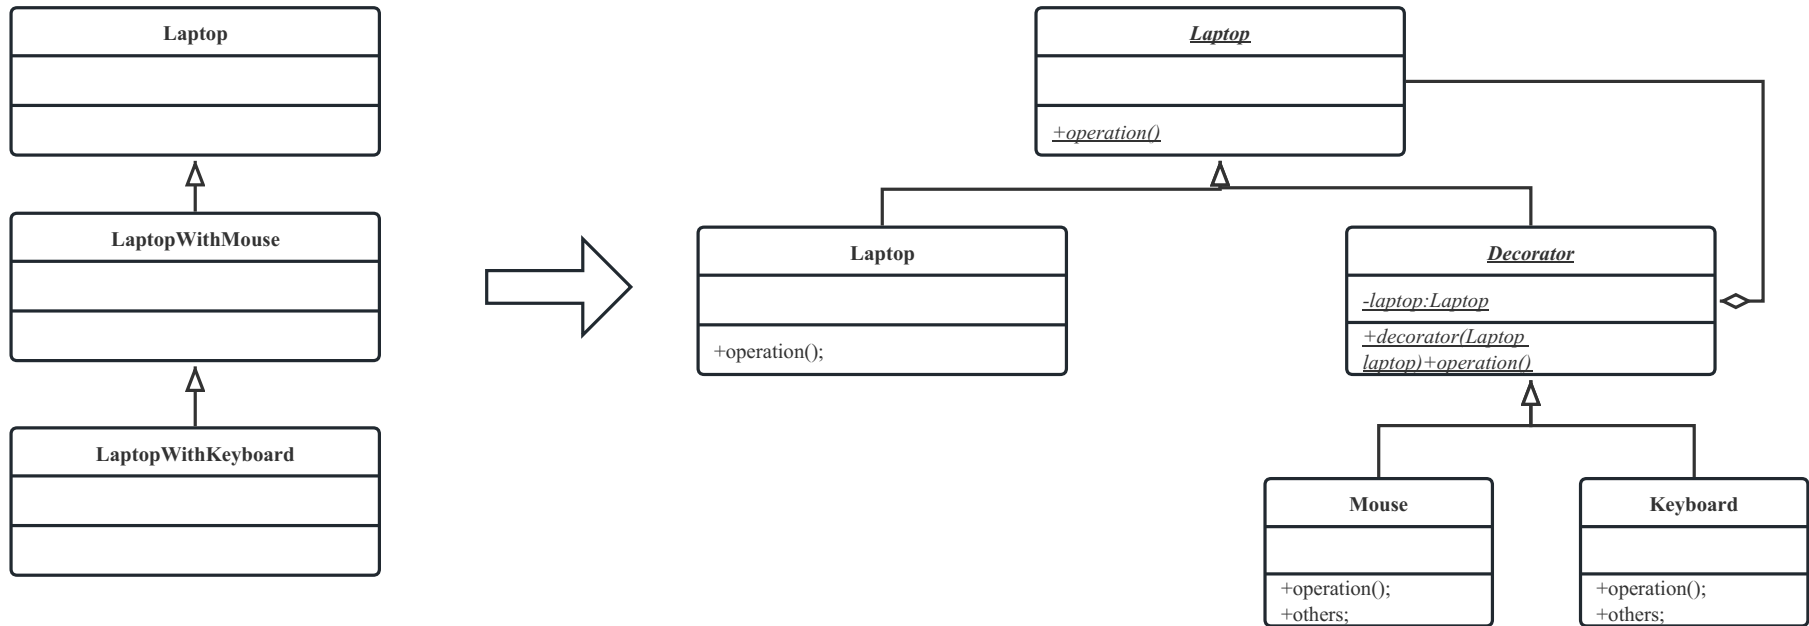 Laptop
LaptopWithMouse
LaptopWithKeyboard
Laptop
+operation()
Laptop
+operation();
Decorator
-laptop:Laptop
+decorator(Laptop
laptop)+operation()
Mouse
+operation();
+others;
Keyboard
+operation();
+others;